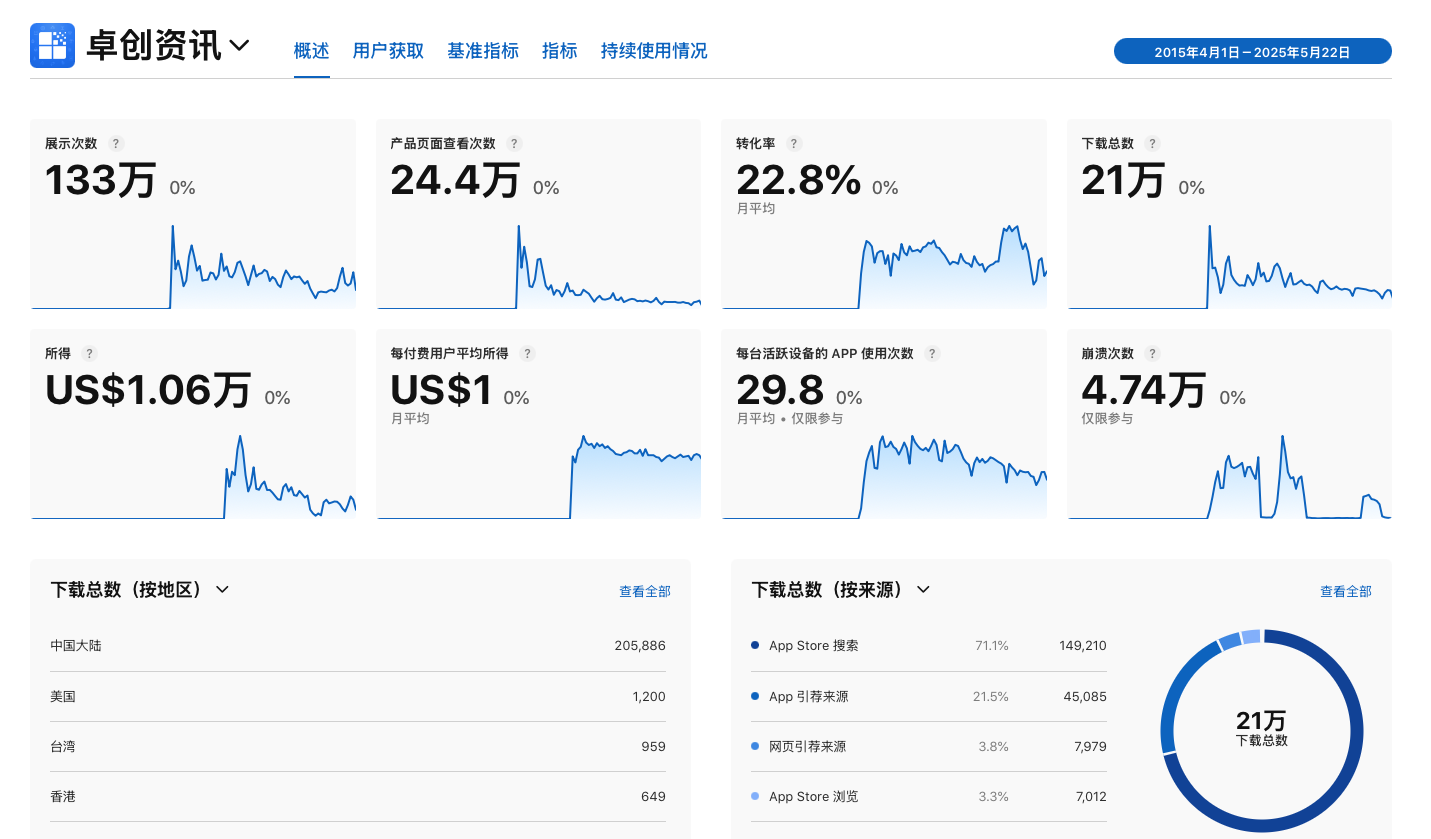 卓创资讯
概述 用户获取 基准指标 指标 持续使用情况
2015年4月1日 – 2025年5月22日
展示次数 ?
133万 0%
产品页面查看次数 ?
24.4万 0%
转化率 ?
22.8% 0%
月平均
下载总数 ?
21万 0%
所得 ?
US$1.06万 0%
每付费用户平均所得 ?
US$1 0%
月平均
每台活跃设备的 APP 使用次数 ?
29.8 0%
月平均 • 仅限参与
崩溃次数 ?
4.74万 0%
仅限参与
下载总数（按地区）
查看全部
中国大陆 205,886
美国 1,200
台湾 959
香港 649
下载总数（按来源）
查看全部
App Store 搜索 71.1% 149,210
App 引荐来源 21.5% 45,085
网页引荐来源 3.8% 7,979
App Store 浏览 3.3% 7,012
21万
下载总数